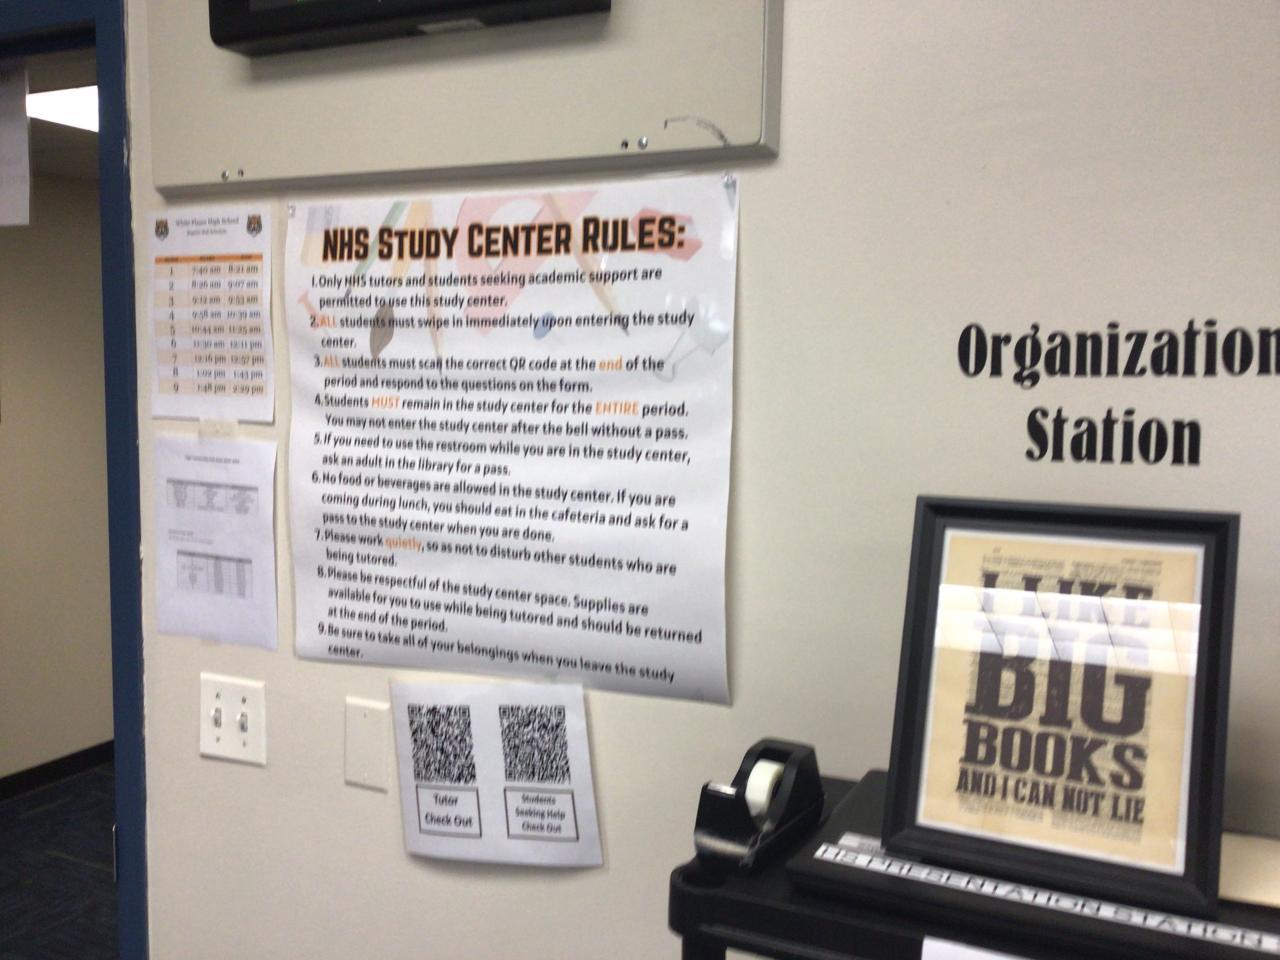 White Plains High School
Regular Bell Schedule
1 7:40 am 8:21 am
2 8:26 am 9:07 am
3 9:12 am 9:53 am
4 9:58 am 10:39 am
5 10:44 am 11:25 am
6 11:30 am 12:11 pm
7 12:16 pm 12:57 pm
8 1:02 pm 1:43 pm
9 1:48 pm 2:29 pm
NHS STUDY CENTER RULES:
1.Only NHS tutors and students seeking academic support are
permitted to use this study center.
2.ALL students must swipe in immediately upon entering the study
center.
3.ALL students must scan the correct QR code at the end of the
period and respond to the questions on the form.
4.Students MUST remain in the study center for the ENTIRE period.
You may not enter the study center after the bell without a pass.
5.If you need to use the restroom while you are in the study center,
ask an adult in the library for a pass.
6.No food or beverages are allowed in the study center. If you are
coming during lunch, you should eat in the cafeteria and ask for a
pass to the study center when you are done.
7.Please work quietly, so as not to disturb other students who are
being tutored.
8.Please be respectful of the study center space. Supplies are
available for you to use while being tutored and should be returned
at the end of the period.
9.Be sure to take all of your belongings when you leave the study
center.
Tutor
Check Out
Students
Seeking Help
Check Out
Organization
Station
I LIKE
BIG
BOOKS
AND I CAN NOT LIE
PRESENTATION STATION